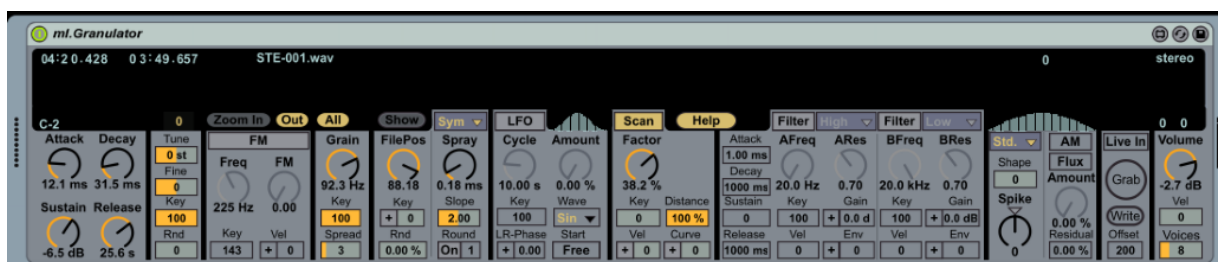 ml.Granulator
04:20.428 03:49.657 STE-001.wav 0 stereo
C-2 0 Zoom In Out All Show Sym LFO Scan Help Filter High Filter Low 0 0
Attack Decay Tune FM Grain FilePos Spray Cycle Amount Factor Attack AFreq ARes BFreq BRes Std. AM Live In Volume
0 st Freq FM 1.00 ms Shape Flux
12.1 ms 31.5 ms Fine 92.3 Hz 88.18 0.18 ms 10.00 s 0.00 % 38.2 % Decay 20.0 Hz 0.70 20.0 kHz 0.70 0 Amount Grab -2.7 dB
0 225 Hz 0.00 1000 ms
Sustain Release Key Key Key Slope Key Wave Key Distance Sustain Key Gain Key Gain Spike Vel
100 100 + 0 2.00 100 Sin 0 100 % 0 100 + 0.0 d 100 + 0.0 dB 0.00 % Write 0
Rnd Key Vel Spread Rnd Round LR-Phase Start Vel Curve Release Vel Env Vel Env Residual Offset Voices
-6.5 dB 25.6 s 0 143 + 0 3 0.00 % On 1 + 0.00 Free + 0 + 0 1000 ms 0 + 0 0 + 0 0 0.00 % 200 8